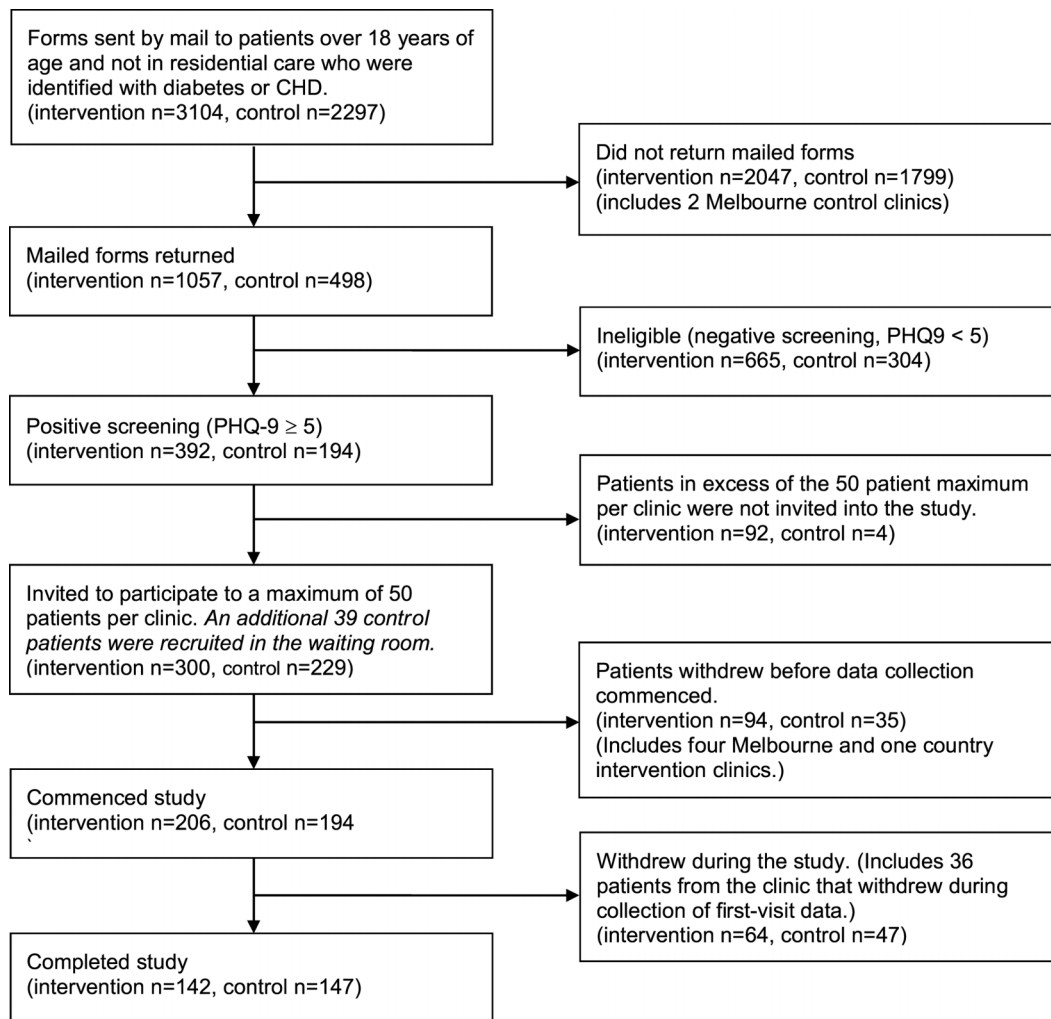 Forms sent by mail to patients over 18 years of
age and not in residential care who were
identified with diabetes or CHD.
(intervention n=3104, control n=2297)
Did not return mailed forms
(intervention n=2047, control n=1799)
(includes 2 Melbourne control clinics)
Mailed forms returned
(intervention n=1057, control n=498)
Ineligible (negative screening, PHQ9 < 5)
(intervention n=665, control n=304)
Positive screening (PHQ-9 ≥ 5)
(intervention n=392, control n=194)
Patients in excess of the 50 patient maximum
per clinic were not invited into the study.
(intervention n=92, control n=4)
Invited to participate to a maximum of 50
patients per clinic. An additional 39 control
patients were recruited in the waiting room.
(intervention n=300, control n=229)
Patients withdrew before data collection
commenced.
(intervention n=94, control n=35)
(Includes four Melbourne and one country
intervention clinics.)
Commenced study
(intervention n=206, control n=194
`
Withdrew during the study. (Includes 36
patients from the clinic that withdrew during
collection of first-visit data.)
(intervention n=64, control n=47)
Completed study
(intervention n=142, control n=147)